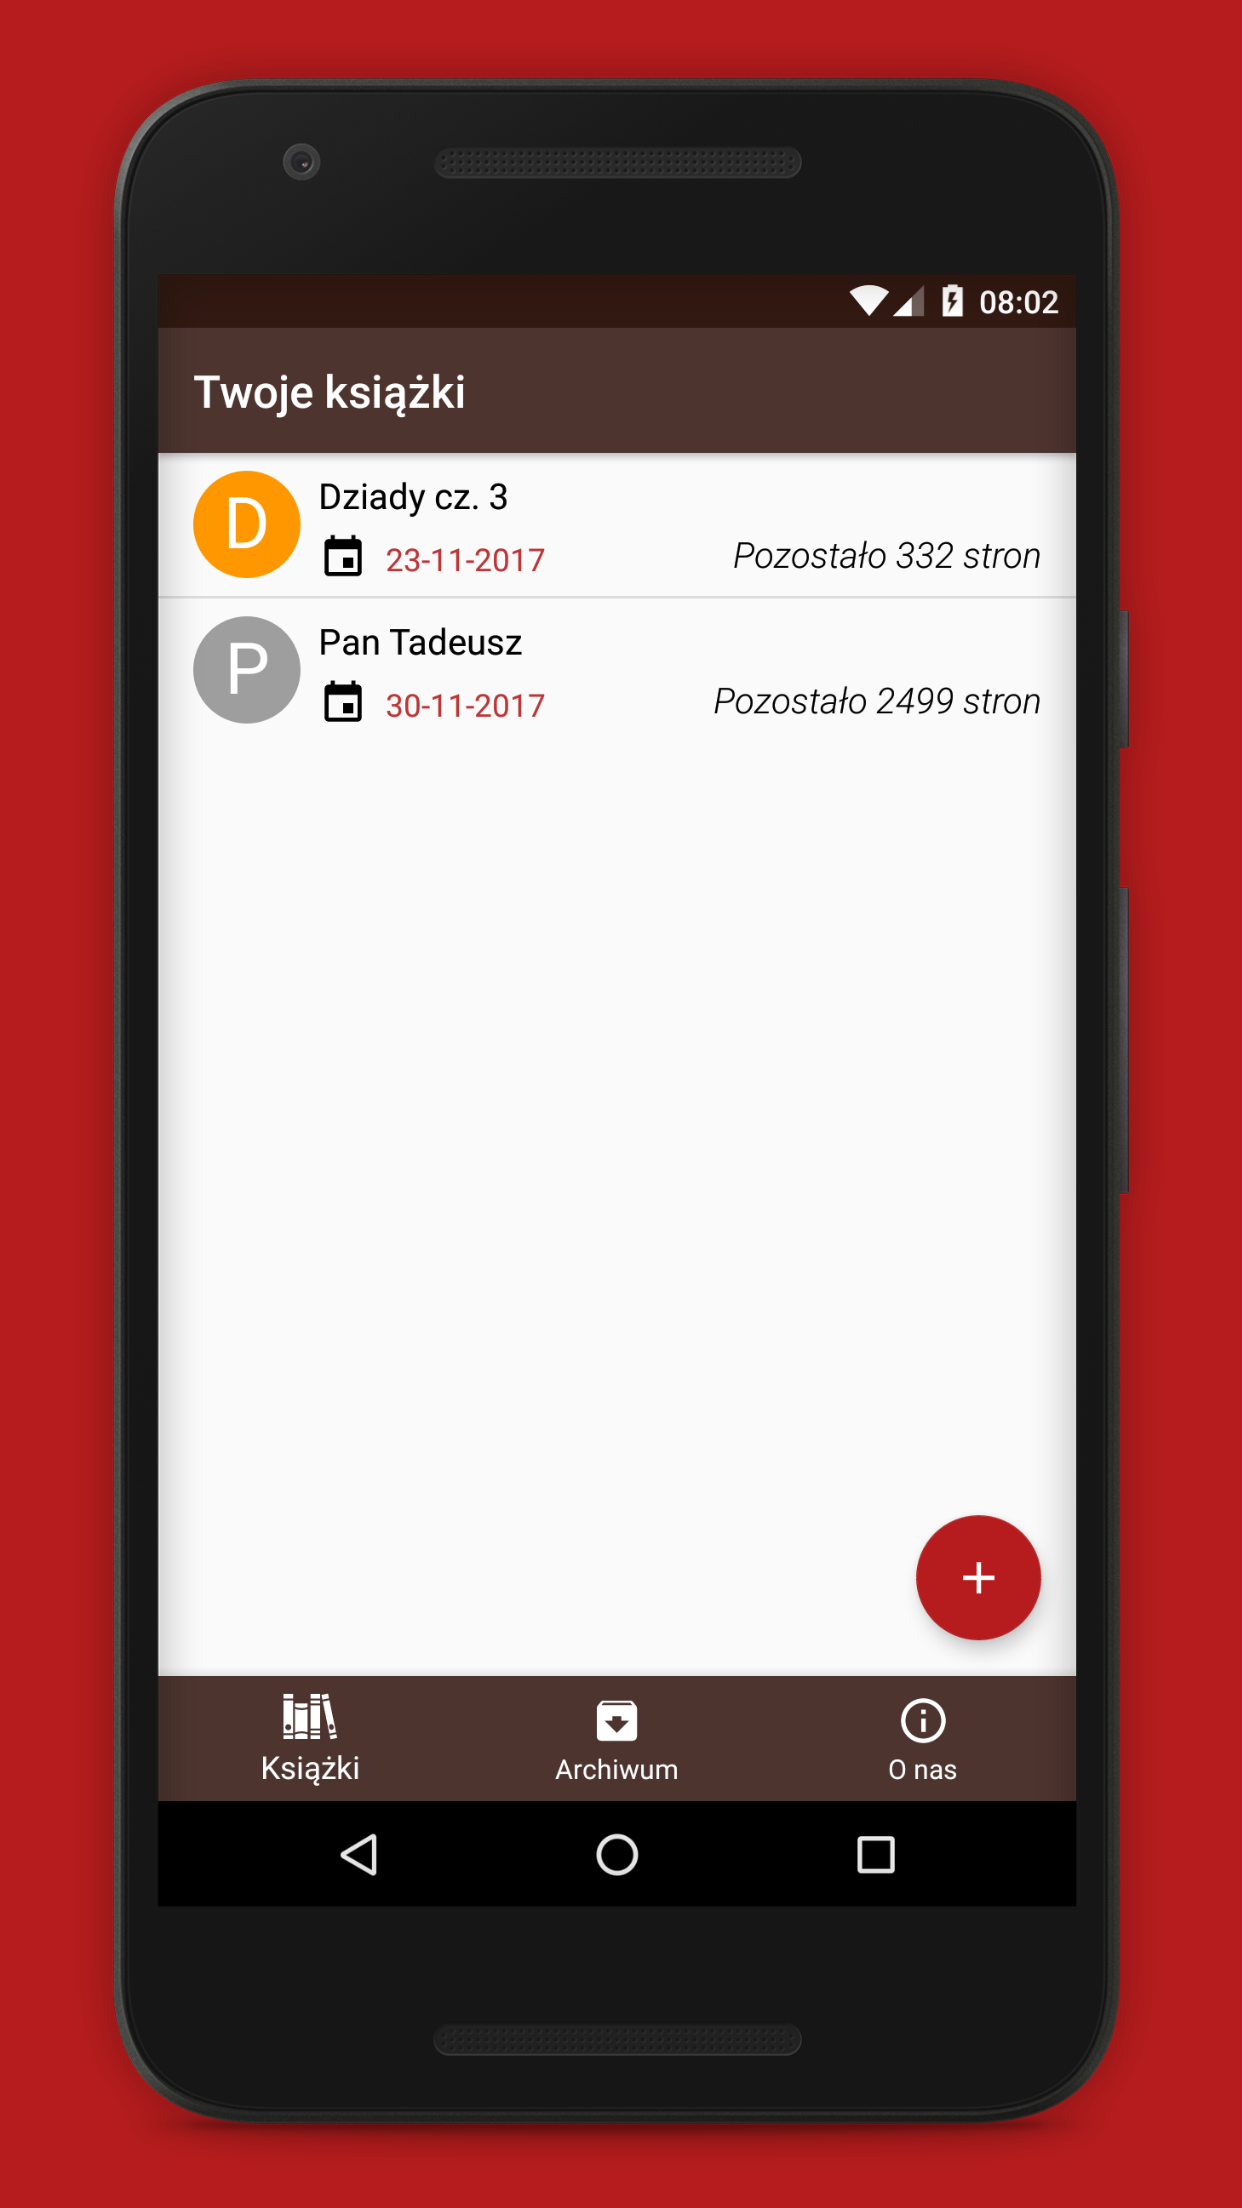 08:02
Twoje książki
D
Dziady cz. 3
23-11-2017
Pozostało 332 stron
P
Pan Tadeusz
30-11-2017
Pozostało 2499 stron
+
Książki
Archiwum
O nas